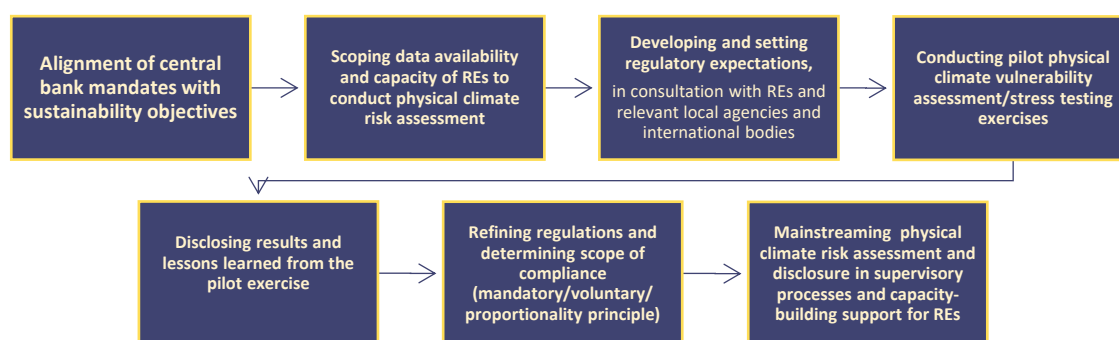 Alignment of central
bank mandates with
sustainability objectives
Scoping data availability
and capacity of REs to
conduct physical climate
risk assessment
Developing and setting
regulatory expectations,
in consultation with REs and
relevant local agencies and
international bodies
Conducting pilot physical
climate vulnerability
assessment/stress testing
exercises
Disclosing results and
lessons learned from the
pilot exercise
Refining regulations and
determining scope of
compliance
(mandatory/voluntary/
proportionality principle)
Mainstreaming physical
climate risk assessment and
disclosure in supervisory
processes and capacity-
building support for REs